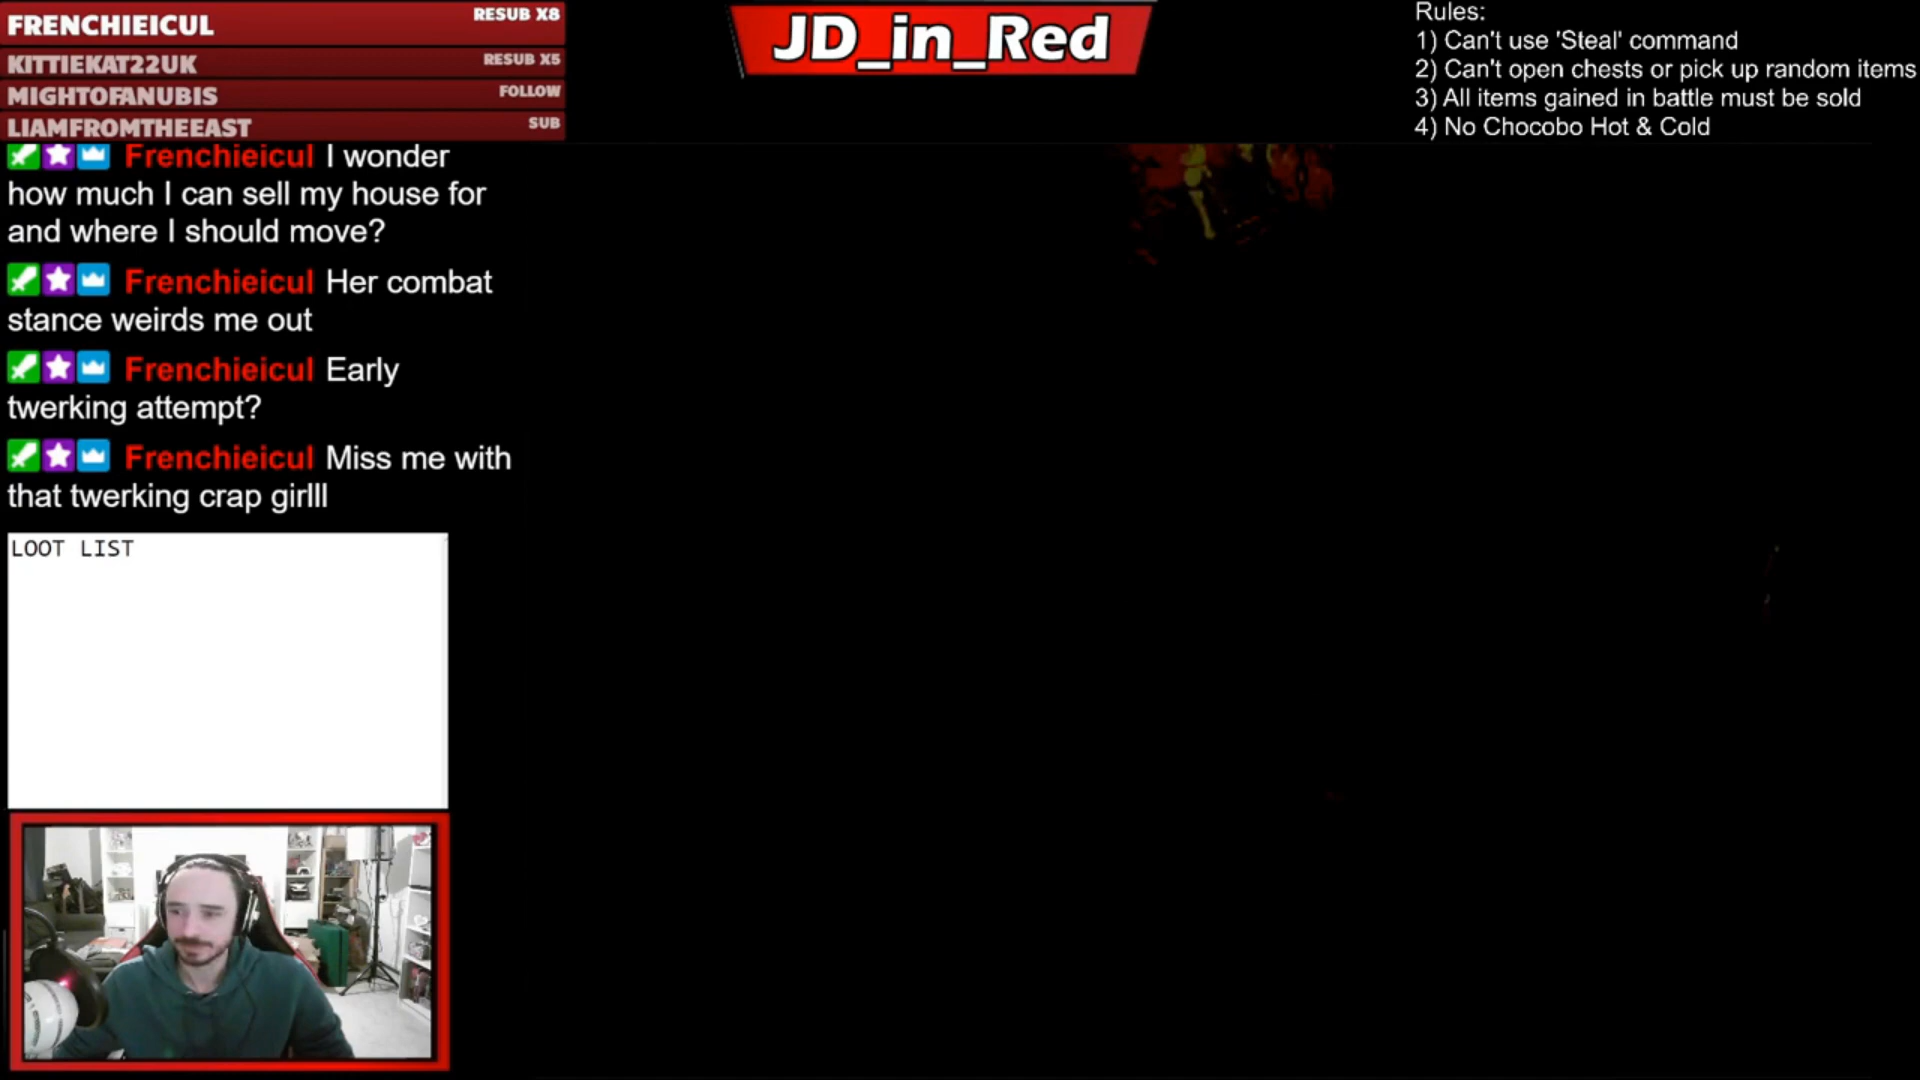 FRENCHIEICUL RESUB X8
KITTIEKAT22UK RESUB X5
MIGHTOFANUBIS FOLLOW
LIAMFROMTHEEAST SUB
JD_in_Red
Rules:
1) Can't use 'Steal' command
2) Can't open chests or pick up random items
3) All items gained in battle must be sold
4) No Chocobo Hot & Cold
Frenchieicul I wonder
how much I can sell my house for
and where I should move?
Frenchieicul Her combat
stance weirds me out
Frenchieicul Early
twerking attempt?
Frenchieicul Miss me with
that twerking crap girlll
LOOT LIST